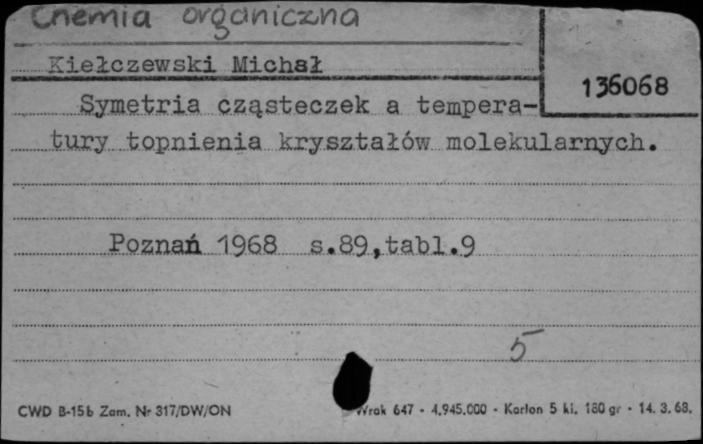 Chemia organiczna
Kiełczewski Michał
136068
Symetria cząsteczek a tempera-
tury topnienia kryształów molekularnych.
Poznań 1968 s.89,tabl.9
5
CWD B-15b Zam. Nr 317/DW/ON
647 - 4.945.000 - Karton 5 kl. 180 gr - 14. 3. 68.